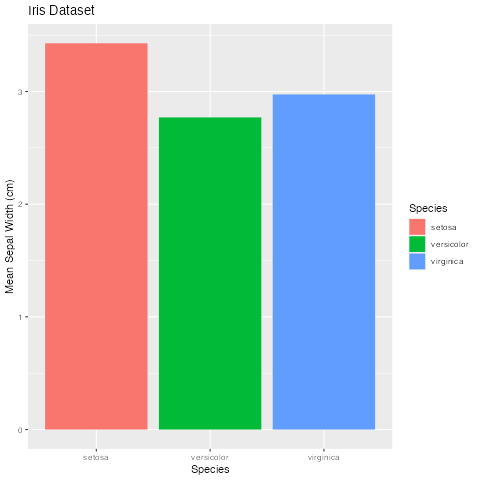 Iris Dataset
Mean Sepal Width (cm)
3
2
1
0
setosa
versicolor
virginica
Species
Species
setosa
versicolor
virginica